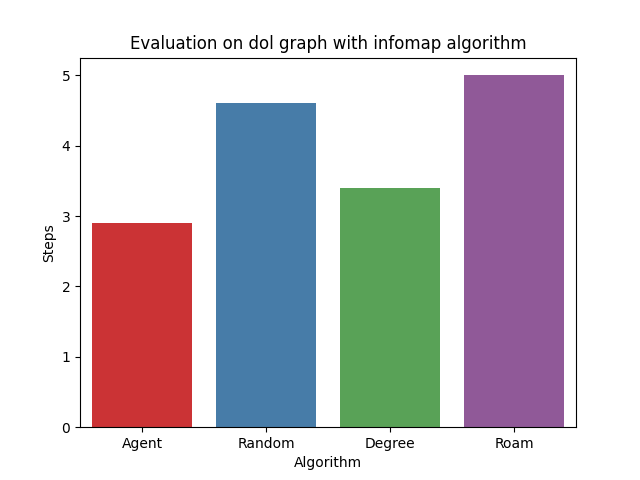 Evaluation on dol graph with infomap algorithm
5
4
3
2
1
0
Steps
Agent
Random
Degree
Roam
Algorithm